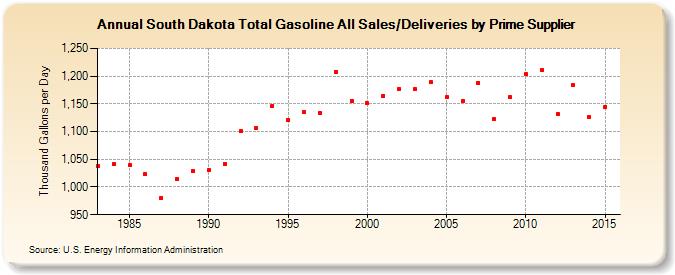 Annual South Dakota Total Gasoline All Sales/Deliveries by Prime Supplier
Thousand Gallons per Day
1,250
1,200
1,150
1,100
1,050
1,000
950
1985 1990 1995 2000 2005 2010 2015
Source: U.S. Energy Information Administration